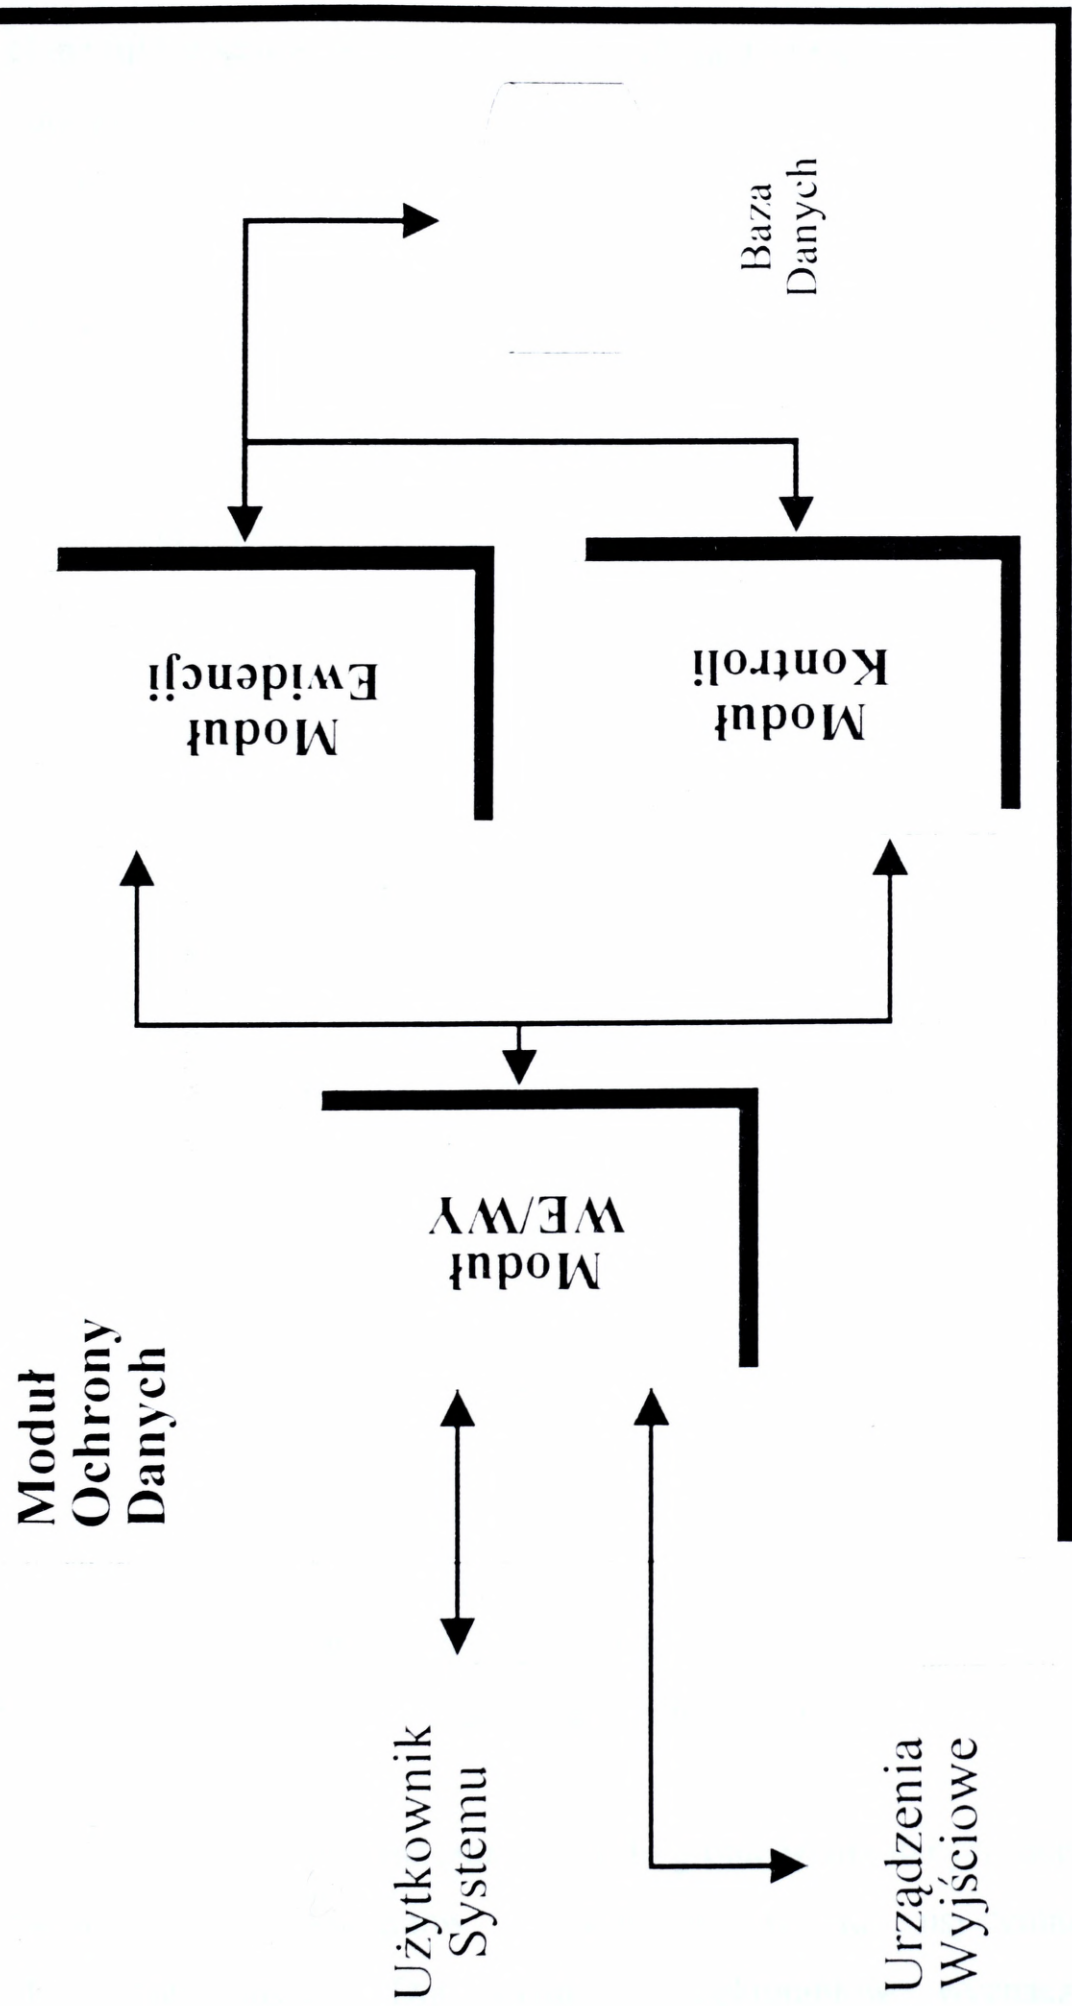 Moduł
Ochrony
Danych
Użytkownik
Systemu
Urządzenia
Wyjściowe
Moduł
WE/WY
Moduł
Ewidencji
Moduł
Kontroli
Baza
Danych